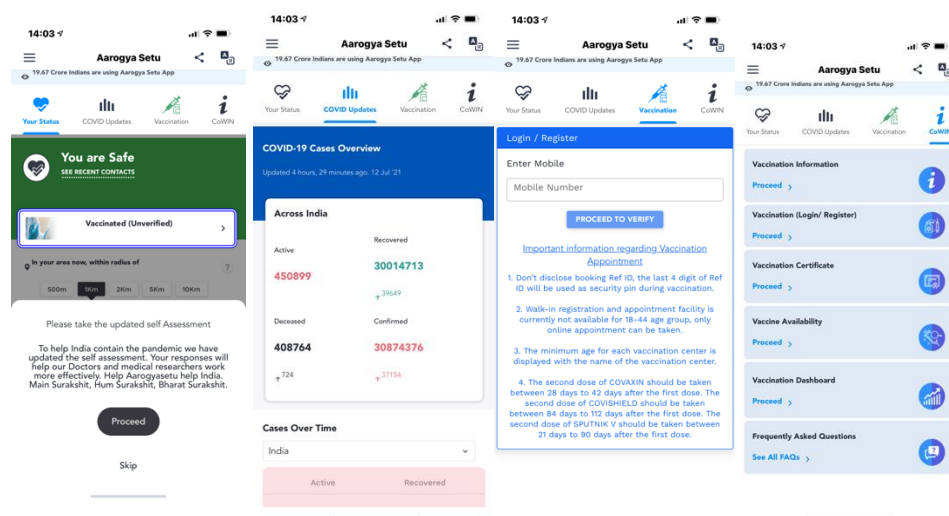 14:03
Aarogya Setu
19.67 Crore Indians are using Aarogya Setu App
Your Status
COVID Updates
Vaccination
CoWIN
You are Safe
SEE RECENT CONTACTS
Vaccinated (Unverified)
In your area now, within radius of
?
500m
1Km
2Km
5Km
10Km
Please take the updated self Assessment
To help India contain the pandemic we have
updated the self assessment. Your responses will
help our Doctors and medical researchers work
more effectively. Help Aarogyasetu help India.
Main Surakshit, Hum Surakshit, Bharat Surakshit.
Proceed
Skip
14:03
Aarogya Setu
19.67 Crore Indians are using Aarogya Setu App
Your Status
COVID Updates
Vaccination
CoWIN
COVID-19 Cases Overview
Updated 4 hours, 29 minutes ago. 12 Jul '21
Across India
Active
450899
Recovered
30014713
39649
Deceased
408764
724
Confirmed
30874376
37154
Cases Over Time
India
Active
Recovered
14:03
Aarogya Setu
19.67 Crore Indians are using Aarogya Setu App
Your Status
COVID Updates
Vaccination
CoWIN
Login / Register
Enter Mobile
Mobile Number
PROCEED TO VERIFY
Important information regarding Vaccination
Appointment
1. Don't disclose booking Ref ID, the last 4 digit of Ref
ID will be used as security pin during vaccination.
2. Walk-in registration and appointment facility is
currently not available for 18-44 age group, only
online appointment can be taken.
3. The minimum age for each vaccination center is
displayed with the name of the vaccination center.
4. The second dose of COVAXIN should be taken
between 28 days to 42 days after the first dose. The
second dose of COVISHIELD should be taken
between 84 days to 112 days after the first dose. The
second dose of SPUTNIK V should be taken between
21 days to 90 days after the first dose.
14:03
Aarogya Setu
19.67 Crore Indians are using Aarogya Setu App
Your Status
COVID Updates
Vaccination
CoWIN
Vaccination Information
Proceed
Vaccination (Login/ Register)
Proceed
Vaccination Certificate
Proceed
Vaccine Availability
Proceed
Vaccination Dashboard
Proceed
Frequently Asked Questions
See All FAQs